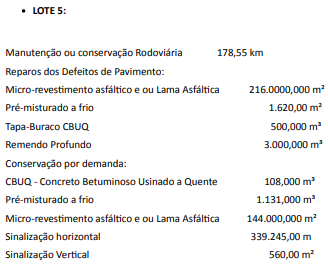 • LOTE 5:
Manutenção ou conservação Rodoviária 178,55 km
Reparos dos Defeitos de Pavimento:
Micro-revestimento asfáltico e ou Lama Asfáltica 216.0000,000 m²
Pré-misturado a frio 1.620,00 m²
Tapa-Buraco CBUQ 500,000 m³
Remendo Profundo 3.000,000 m³
Conservação por demanda:
CBUQ - Concreto Betuminoso Usinado a Quente 108,000 m³
Pré-misturado a frio 1.131,000 m³
Micro-revestimento asfáltico e ou Lama Asfáltica 144.000,000 m²
Sinalização horizontal 339.245,00 m
Sinalização Vertical 560,00 m²